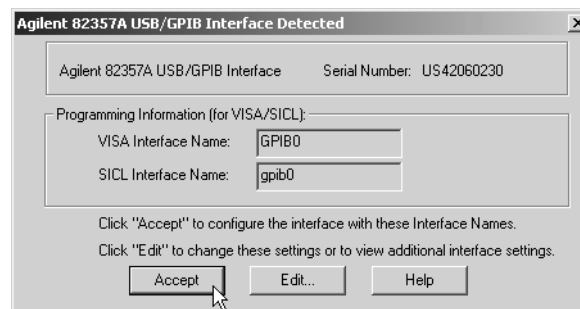 Agilent 82357A USB/GPIB Interface Detected
Agilent 82357A USB/GPIB Interface Serial Number: US42060230
Programming Information (for VISA/SICL):
VISA Interface Name: GPIB0
SICL Interface Name: gpib0
Click "Accept" to configure the interface with these Interface Names.
Click "Edit" to change these settings or to view additional interface settings.
Accept Edit... Help